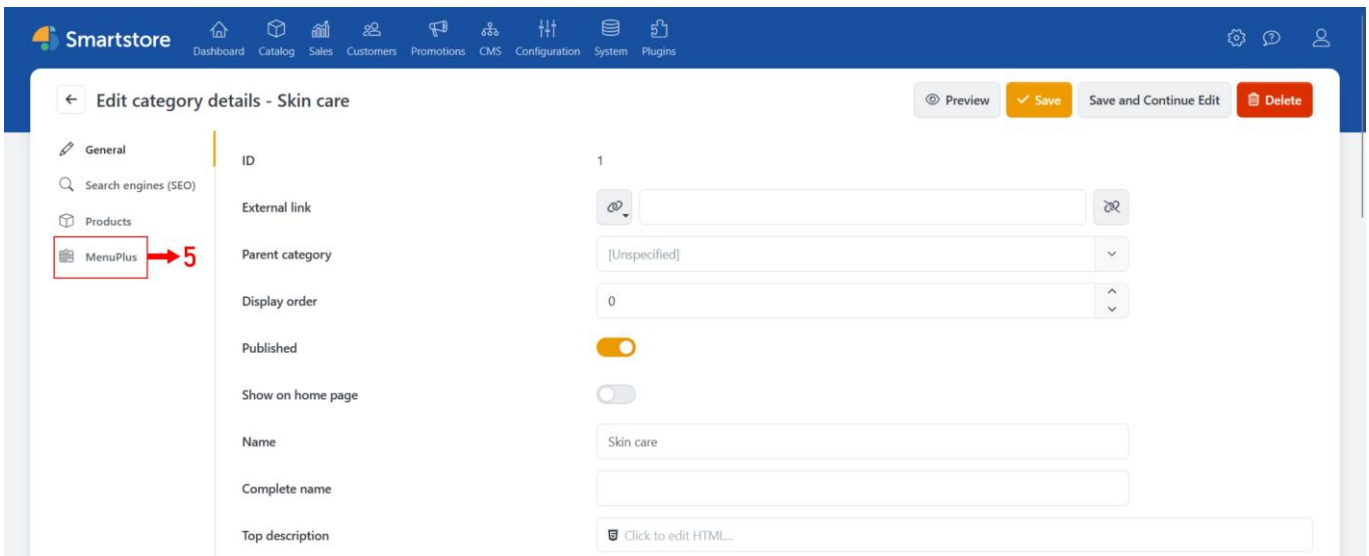 Smartstore
Dashboard Catalog Sales Customers Promotions CMS Configuration System Plugins
Edit category details - Skin care
Preview Save Save and Continue Edit Delete
General
Search engines (SEO)
Products
MenuPlus 5
ID 1
External link
Parent category [Unspecified]
Display order 0
Published
Show on home page
Name Skin care
Complete name
Top description Click to edit HTML...